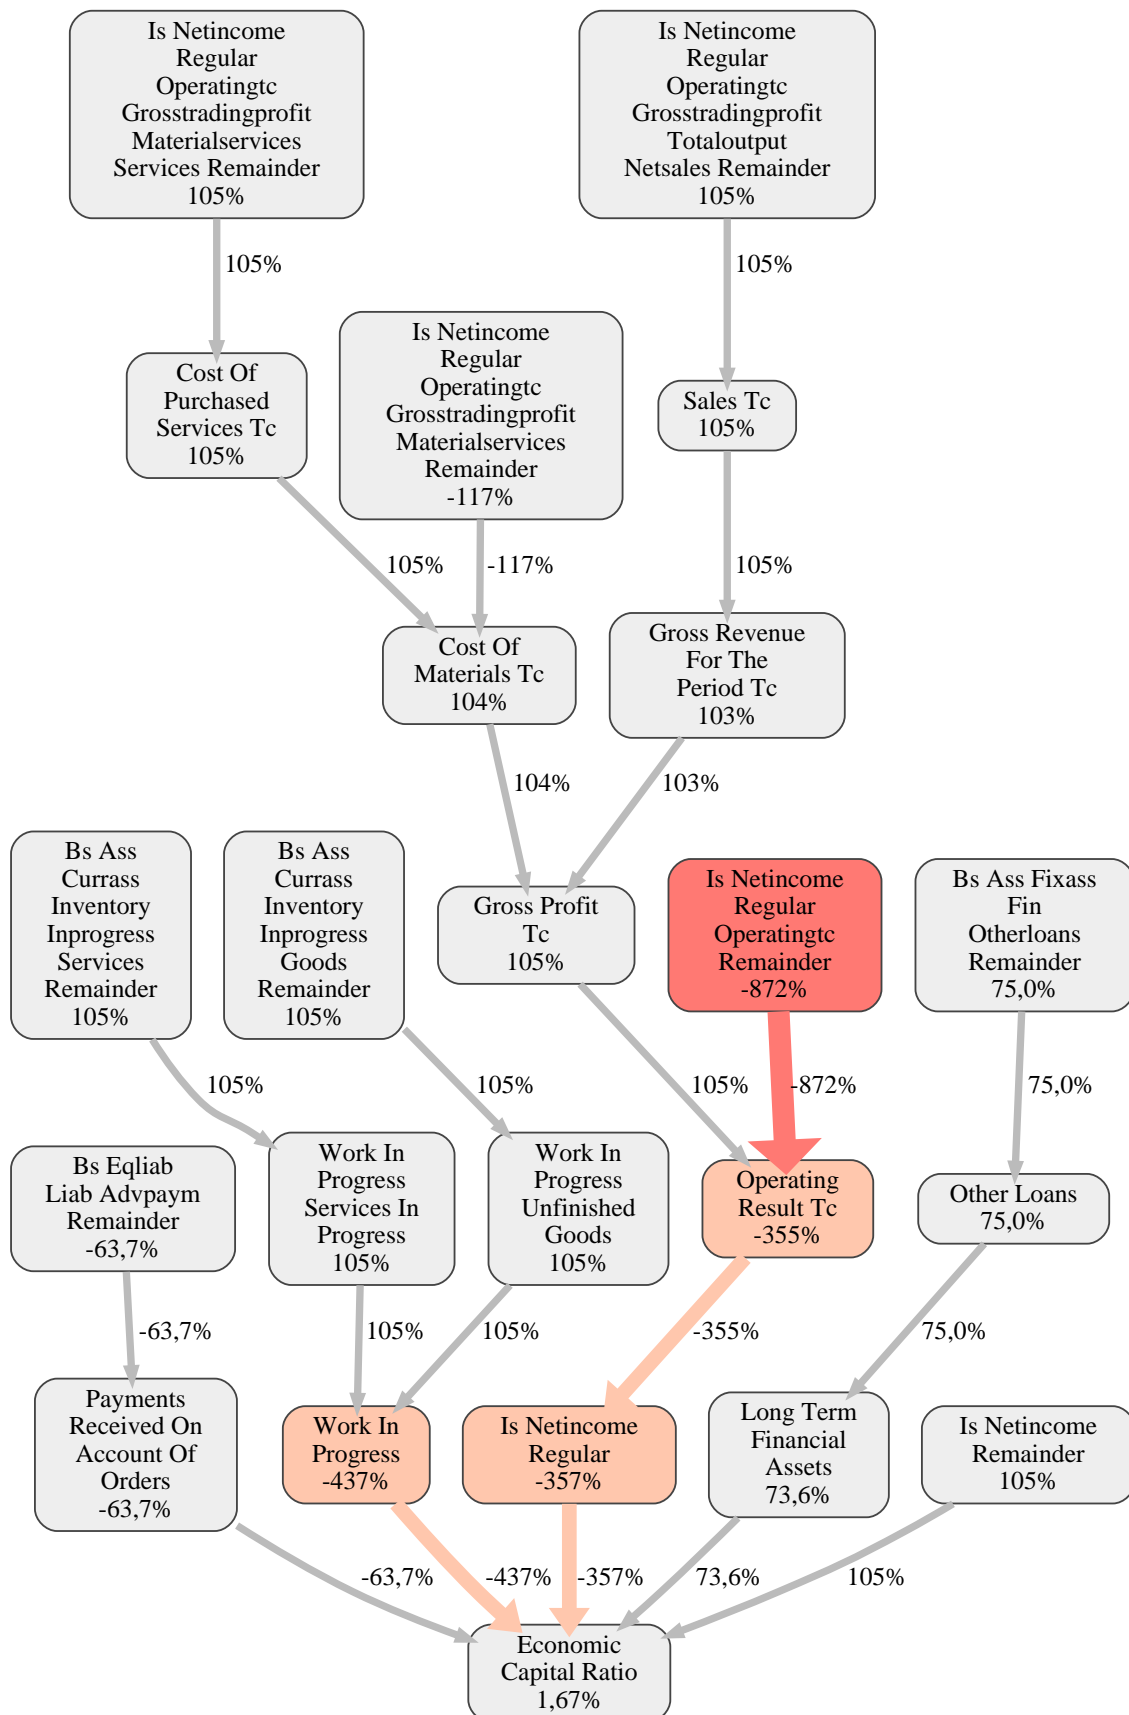 Is Netincome
Regular
Operatingtc
Grosstradingprofit
Materialservices
Services Remainder
105%
Is Netincome
Regular
Operatingtc
Grosstradingprofit
Totaloutput
Netsales Remainder
105%
105%
105%
Cost Of
Purchased
Services Tc
105%
Is Netincome
Regular
Operatingtc
Grosstradingprofit
Materialservices
Remainder
-117%
Sales Tc
105%
105%
-117%
105%
Cost Of
Materials Tc
104%
Gross Revenue
For The
Period Tc
103%
104%
103%
Bs Ass
Currass
Inventory
Inprogress
Services
Remainder
105%
Bs Ass
Currass
Inventory
Inprogress
Goods
Remainder
105%
Gross Profit
Tc
105%
Is Netincome
Regular
Operatingtc
Remainder
-872%
Bs Ass Fixass
Fin
Otherloans
Remainder
75,0%
105%
105%
105%
-872%
75,0%
Bs Eqliab
Liab Advpaym
Remainder
-63,7%
Work In
Progress
Services In
Progress
105%
Work In
Progress
Unfinished
Goods
105%
Operating
Result Tc
-355%
Other Loans
75,0%
-63,7%
105%
105%
-355%
75,0%
Payments
Received On
Account Of
Orders
-63,7%
Work In
Progress
-437%
Is Netincome
Regular
-357%
Long Term
Financial
Assets
73,6%
Is Netincome
Remainder
105%
-63,7%
-437%
-357%
73,6%
105%
Economic
Capital Ratio
1,67%